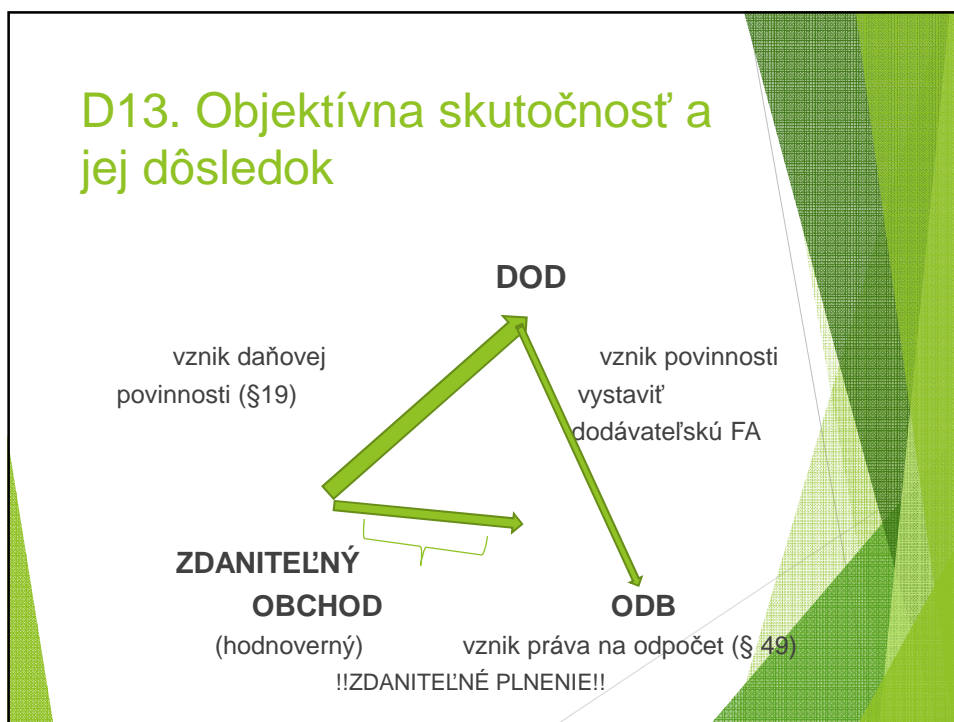 D13. Objektívna skutočnosť a
jej dôsledok
DOD
vznik daňovej
povinnosti (§19)
vznik povinnosti
vystaviť
dodávateľskú FA
ZDANITEĽNÝ
OBCHOD
(hodnoverný)
ODB
vznik práva na odpočet (§ 49)
!!ZDANITEĽNÉ PLNENIE!!